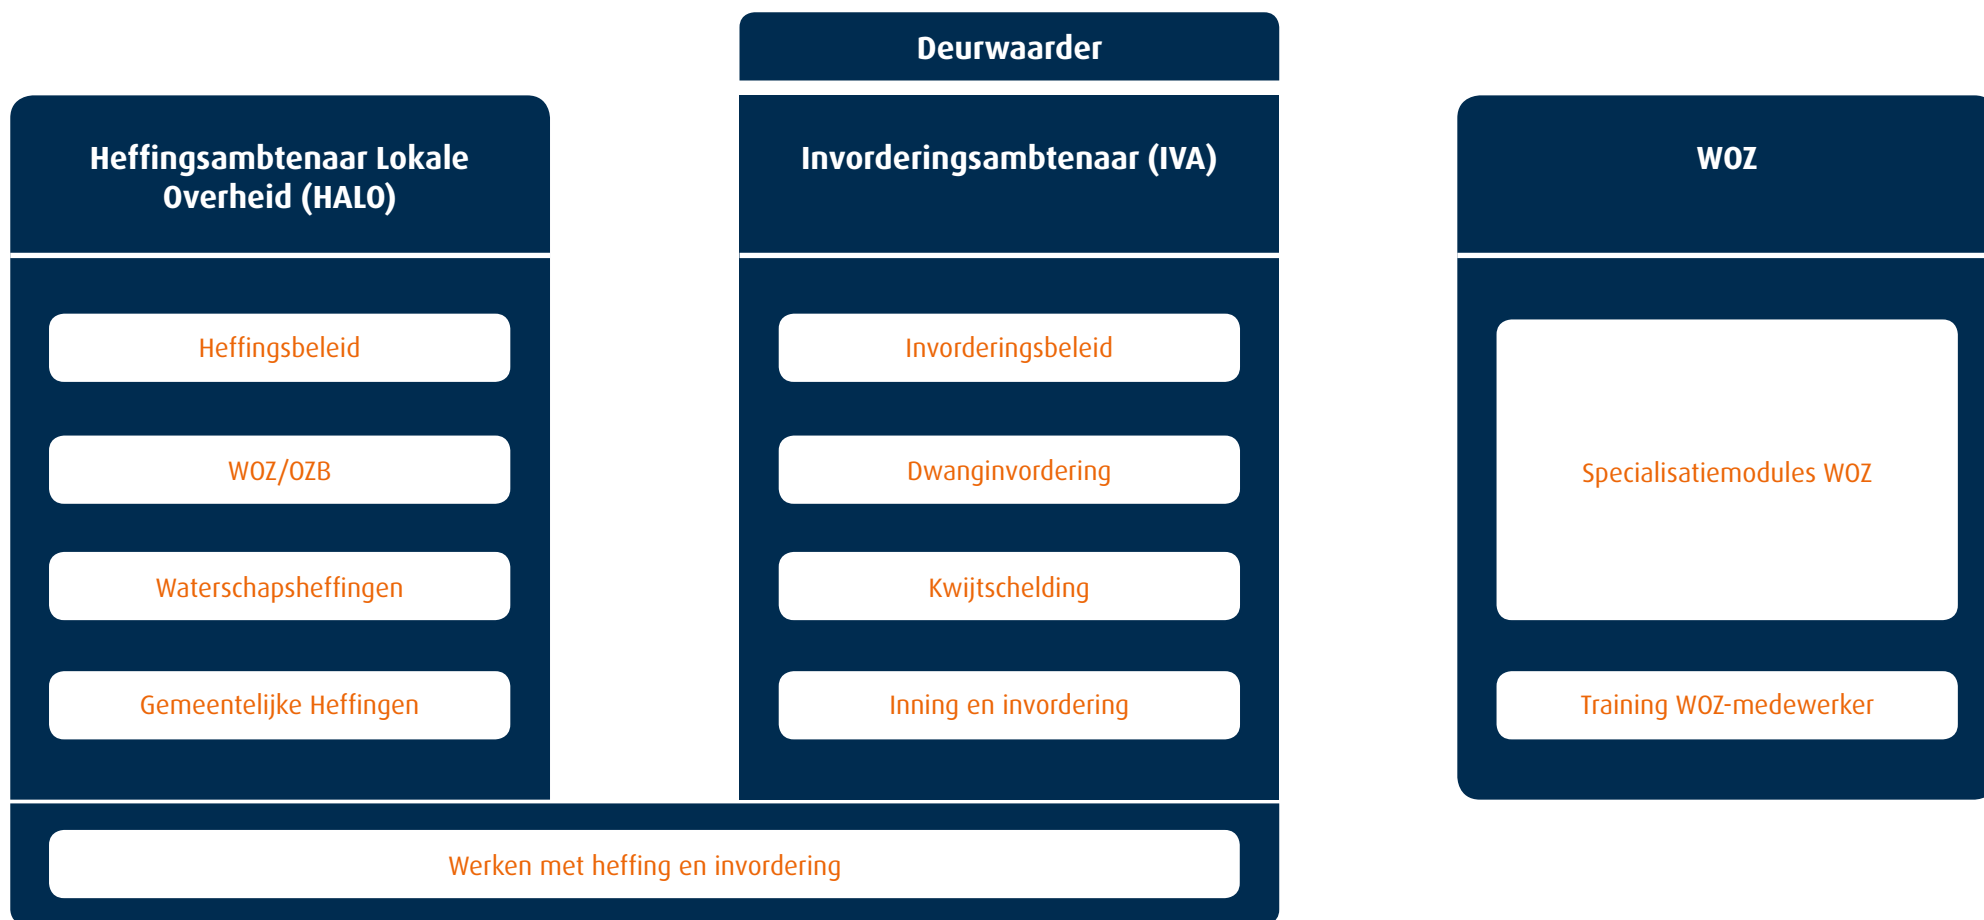 Deurwaarder
Heffingsambtenaar Lokale
Overheid (HALO)
Heffingsbeleid
WOZ/OZB
Waterschapsheffingen
Gemeentelijke Heffingen
Invorderingsambtenaar (IVA)
Invorderingsbeleid
Dwanginvordering
Kwijtschelding
Inning en invordering
Werken met heffing en invordering
WOZ
Specialisatiemodules WOZ
Training WOZ-medewerker